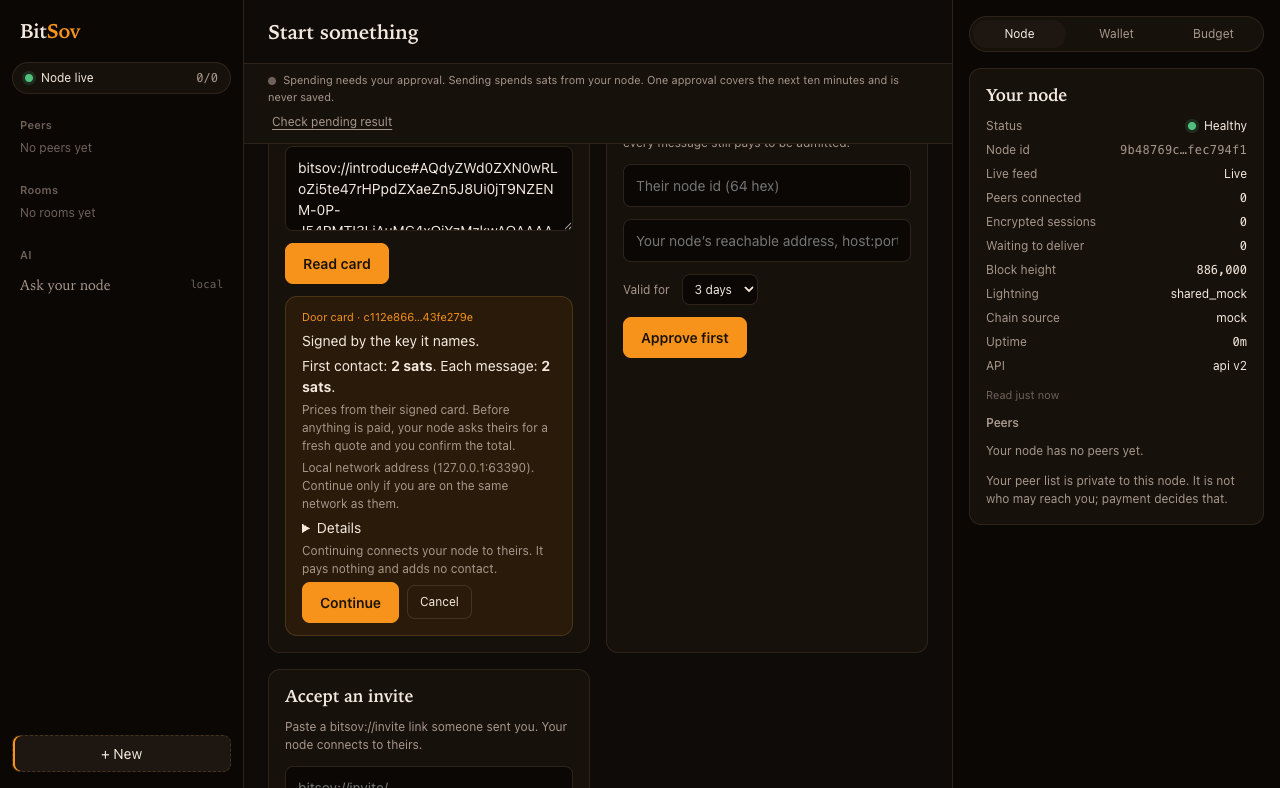 BitSov
Node live 0/0
Peers
No peers yet
Rooms
No rooms yet
AI
Ask your node local
+ New
Start something
Spending needs your approval. Sending spends sats from your node. One approval covers the next ten minutes and is
never saved.
Check pending result
bitsov://introduce#AQdyZWd0ZXN0wRL
oZi5te47rHPpdZXaeZn5J8Ui0jT9NZEN
M-0P-
Read card
Door card · c112e866…43fe279e
Signed by the key it names.
First contact: 2 sats. Each message: 2
sats.
Prices from their signed card. Before
anything is paid, your node asks theirs for a
fresh quote and you confirm the total.
Local network address (127.0.0.1:63390).
Continue only if you are on the same
network as them.
Details
Continuing connects your node to theirs. It
pays nothing and adds no contact.
Continue
Cancel
every message still pays to be admitted.
Their node id (64 hex)
Your node's reachable address, host:port
Valid for 3 days
Approve first
Accept an invite
Paste a bitsov://invite link someone sent you. Your
node connects to theirs.
bitsov://invite/
Node Wallet Budget
Your node
Status Healthy
Node id 9b48769c…fec794f1
Live feed Live
Peers connected 0
Encrypted sessions 0
Waiting to deliver 0
Block height 886,000
Lightning shared_mock
Chain source mock
Uptime 0m
API api v2
Read just now
Peers
Your node has no peers yet.
Your peer list is private to this node. It is not
who may reach you; payment decides that.